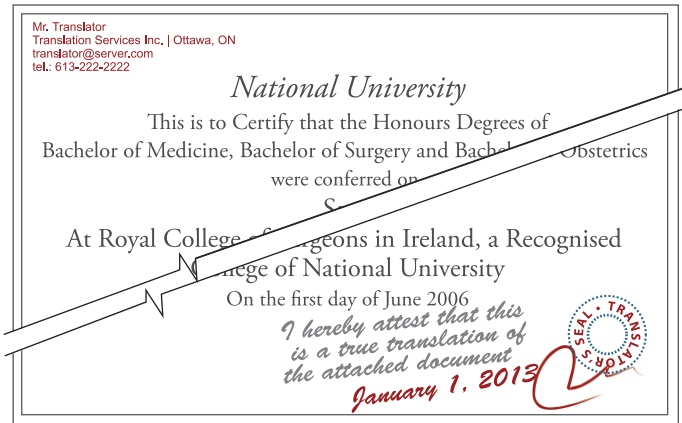 Mr. Translator
Translation Services Inc. | Ottawa, ON
translator@server.com
tel.: 613-222-2222
National University
This is to Certify that the Honours Degrees of
Bachelor of Medicine, Bachelor of Surgery and Obstetrics
were conferred on
At Royal College in Ireland, a Recognised
of National University
On the first day of June 2006
I hereby attest that this
is a true translation of
the attached document
January 1, 2013
TRANSLATOR'S SEAL